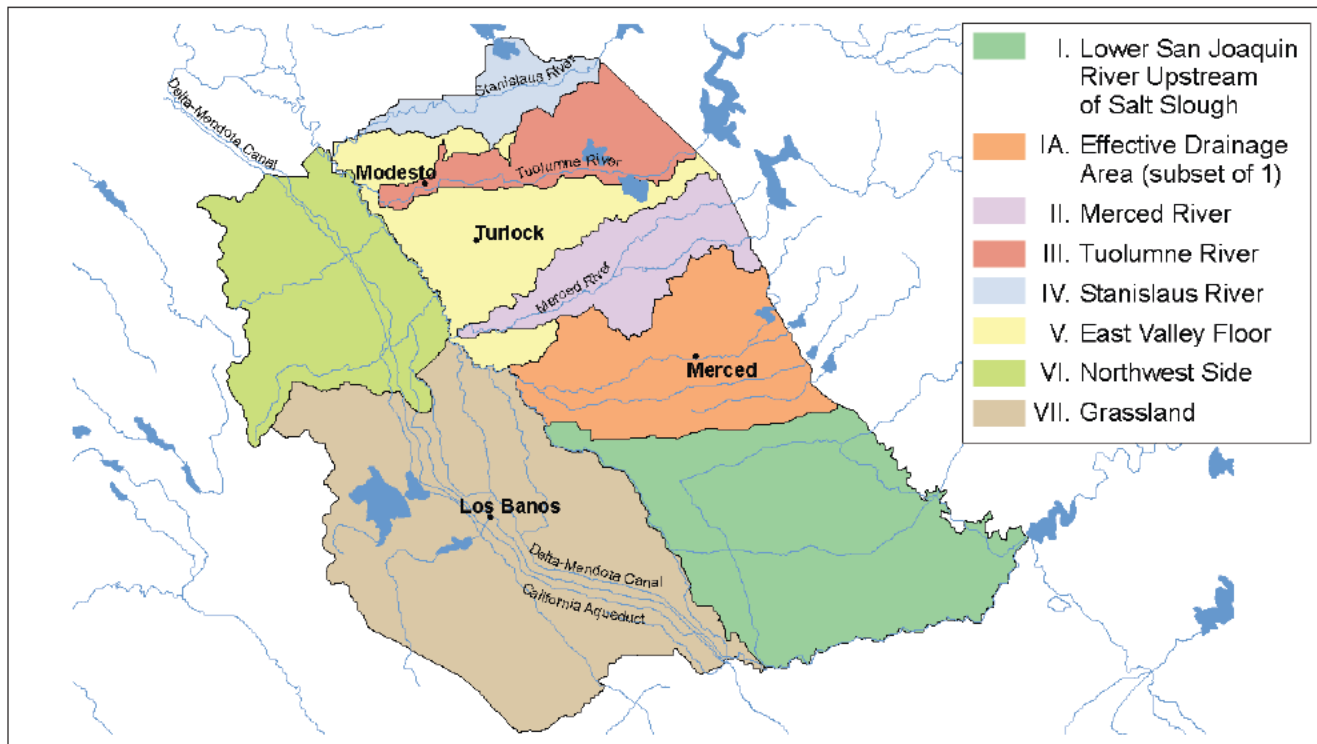 Stanislaus River
Delta-Mendota Canal
Modesto
Tuolumne River
Turlock
Merced River
Merced
Los Banos
Delta-Mendota Canal
California Aqueduct
I. Lower San Joaquin
River Upstream
of Salt Slough
IA. Effective Drainage
Area (subset of 1)
II. Merced River
III. Tuolumne River
IV. Stanislaus River
V. East Valley Floor
VI. Northwest Side
VII. Grassland